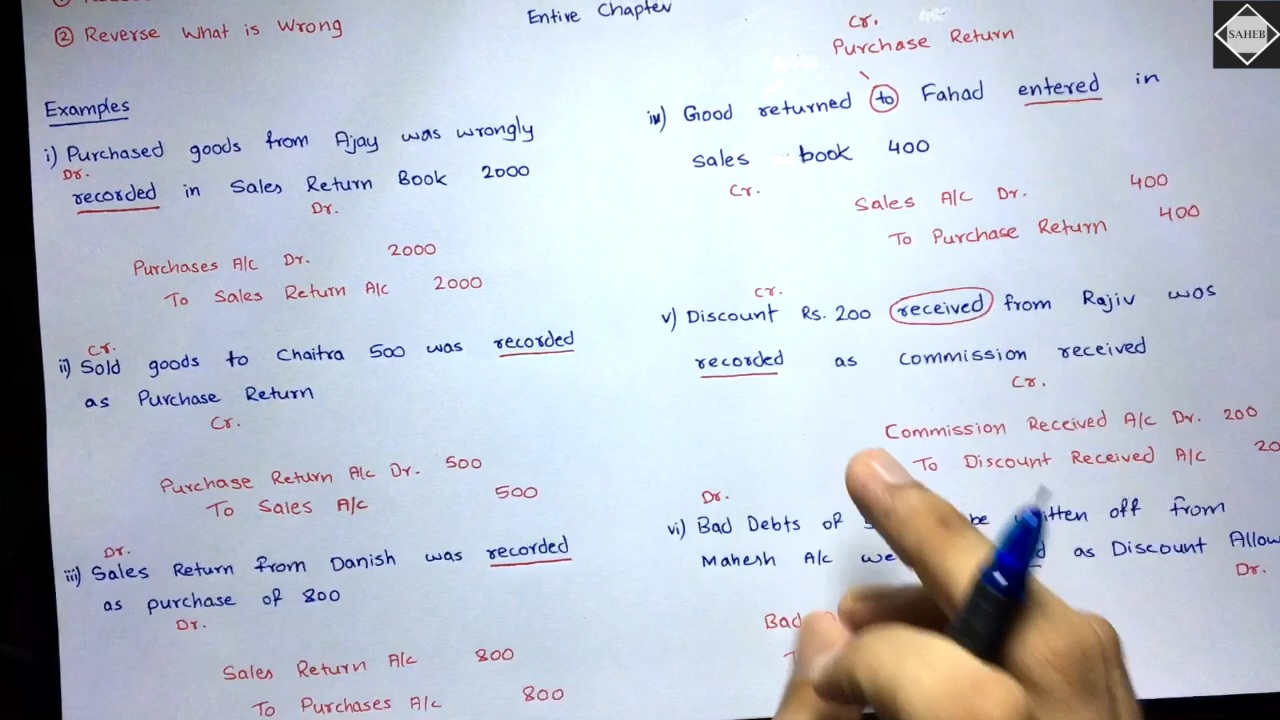 ② Reverse What is Wrong
Entire Chapter
SAHEB
Examples
i) Purchased goods from Ajay was wrongly
Dr.
recorded in Sales Return Book 2000
Dr.
Purchases A/c Dr. 2000
To Sales Return A/c 2000
Cr.
ii) Sold goods to Chaitra 500 was recorded
as Purchase Return
Cr.
Purchase Return A/c Dr. 500
To Sales A/c 500
Dr.
iii) Sales Return from Danish was recorded
as purchase of 800
Dr.
Sales Return A/c 800
To Purchases A/c 800
Cr.
Purchase Return
iv) Good returned to Fahad entered in
sales book 400
Cr.
Sales A/c Dr. 400
To Purchase Return 400
Cr.
v) Discount Rs. 200 received from Rajiv was
recorded as commission received
Cr.
Commission Received A/c Dr. 200
To Discount Received A/c 20
Dr.
vi) Bad Debts of be written off from
Mahesh A/c we as Discount Allow
Dr.
Bad